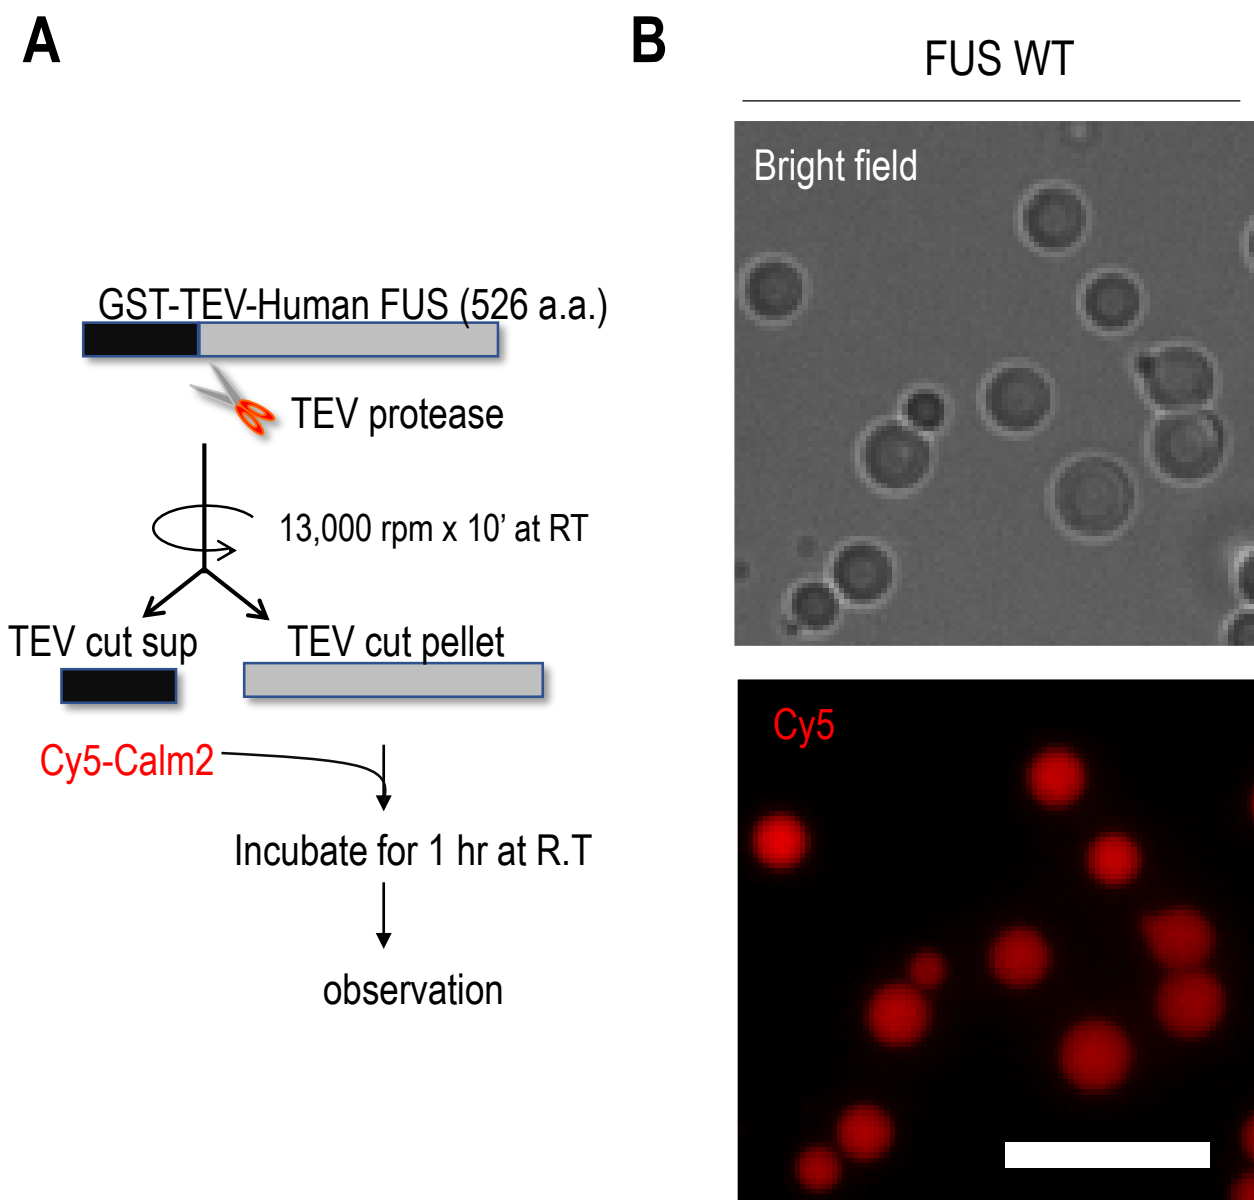 A
GST-TEV-Human FUS (526 a.a.)
TEV protease
13,000 rpm x 10’ at RT
TEV cut sup
TEV cut pellet
Cy5-Calm2
Incubate for 1 hr at R.T
observation
B
FUS WT
Bright field
Cy5